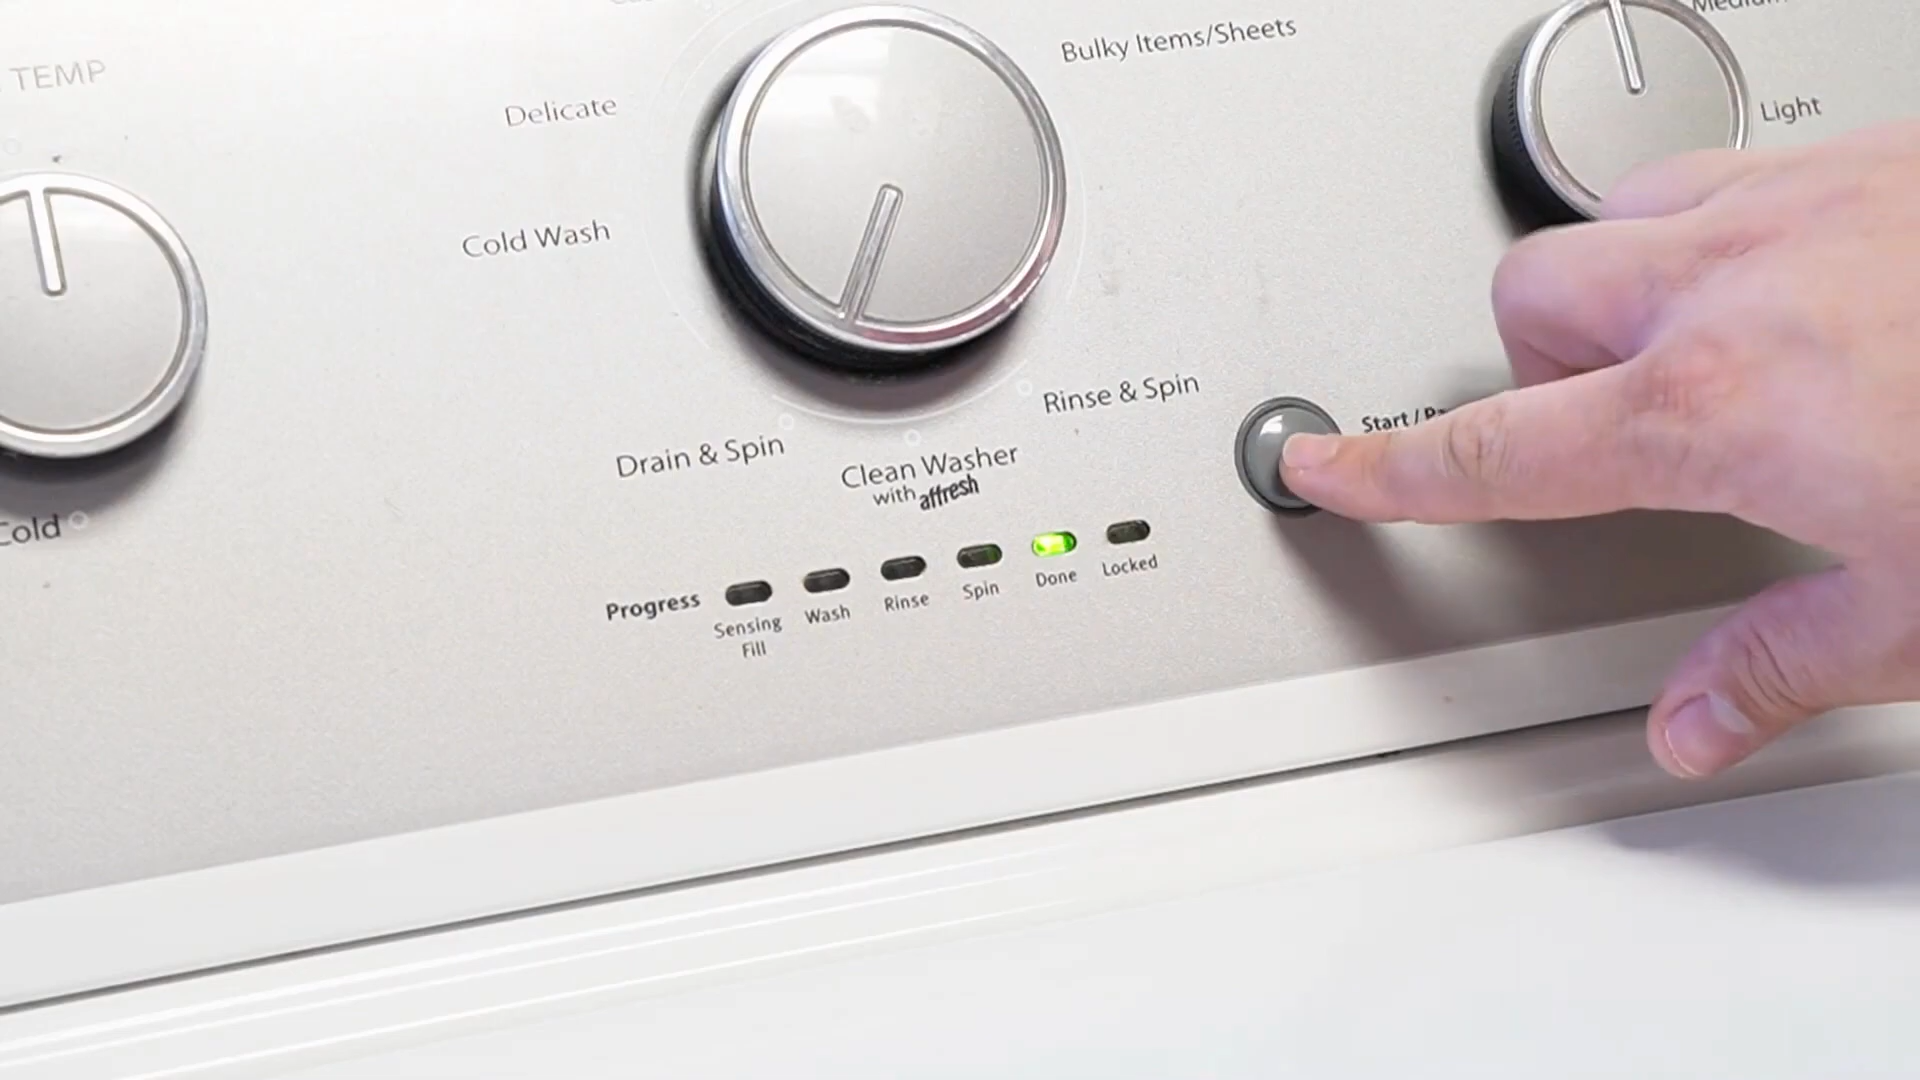 TEMP
Bulky Items/Sheets
Delicate
Light
Cold Wash
Rinse & Spin
Start /
Drain & Spin
Clean Washer
with affresh
Cold
Progress
Sensing
Fill
Wash
Rinse
Spin
Done
Locked